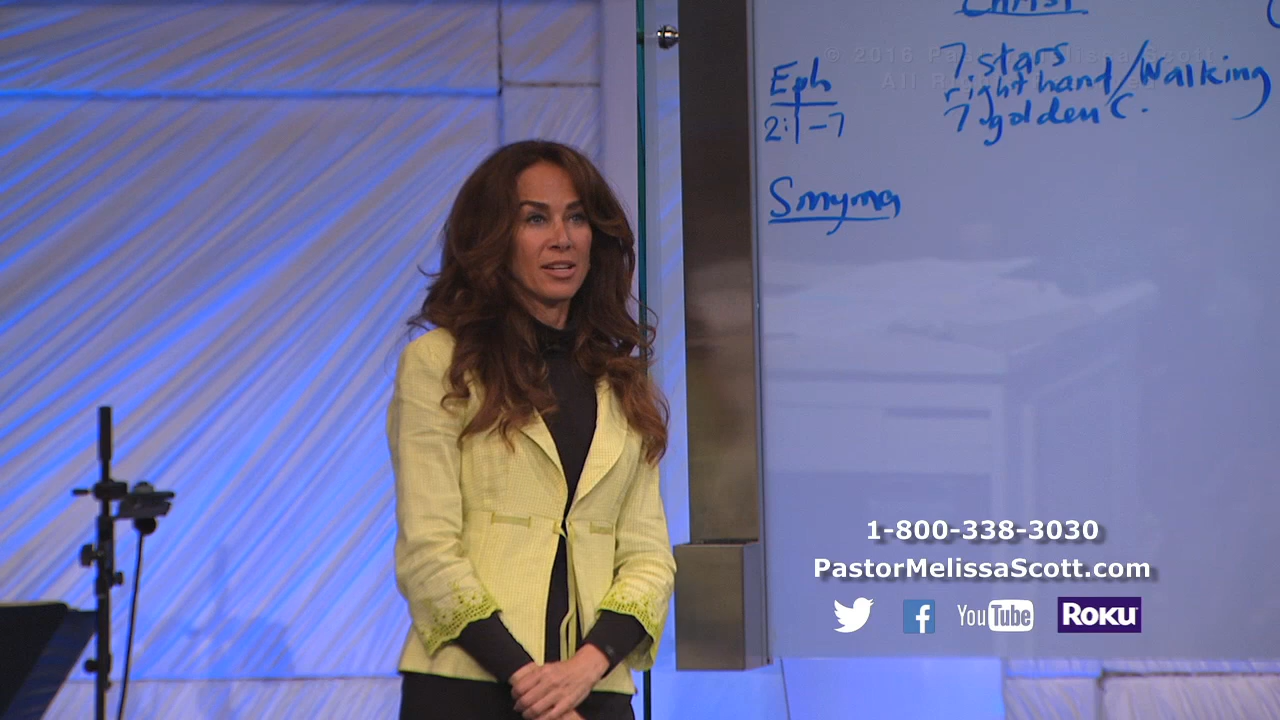 Christ
© 2016 Pastor Melissa Scott
Eph
7 stars
right hand/Walking
All Rights Reserved
2:1-7
7 golden C.
Smyrna
1-800-338-3030
PastorMelissaScott.com
YouTube
ROKU